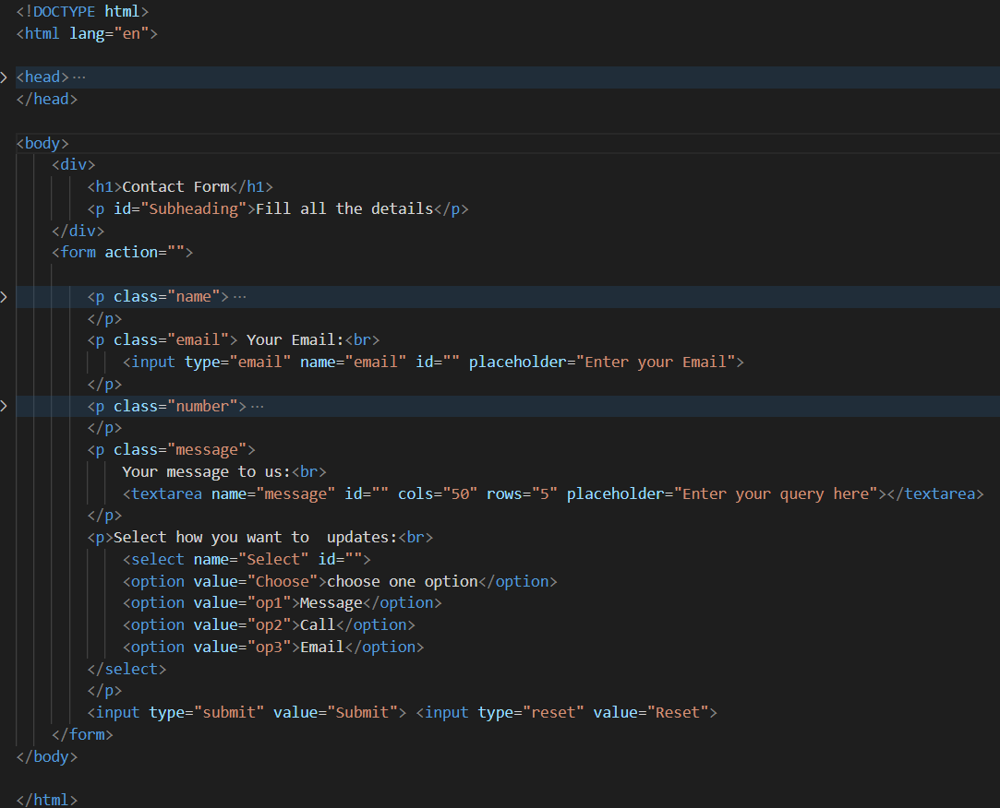 <!DOCTYPE html>
<html lang="en">
<head>···
</head>
<body>
<div>
<h1>Contact Form</h1>
<p id="Subheading">Fill all the details</p>
</div>
<form action="">
<p class="name">···
</p>
<p class="email"> Your Email:<br>
<input type="email" name="email" id="" placeholder="Enter your Email">
</p>
<p class="number">···
</p>
<p class="message">
Your message to us:<br>
<textarea name="message" id="" cols="50" rows="5" placeholder="Enter your query here"></textarea>
</p>
<p>Select how you want to  updates:<br>
<select name="Select" id="">
<option value="Choose">choose one option</option>
<option value="op1">Message</option>
<option value="op2">Call</option>
<option value="op3">Email</option>
</select>
</p>
<input type="submit" value="Submit"> <input type="reset" value="Reset">
</form>
</body>
</html>